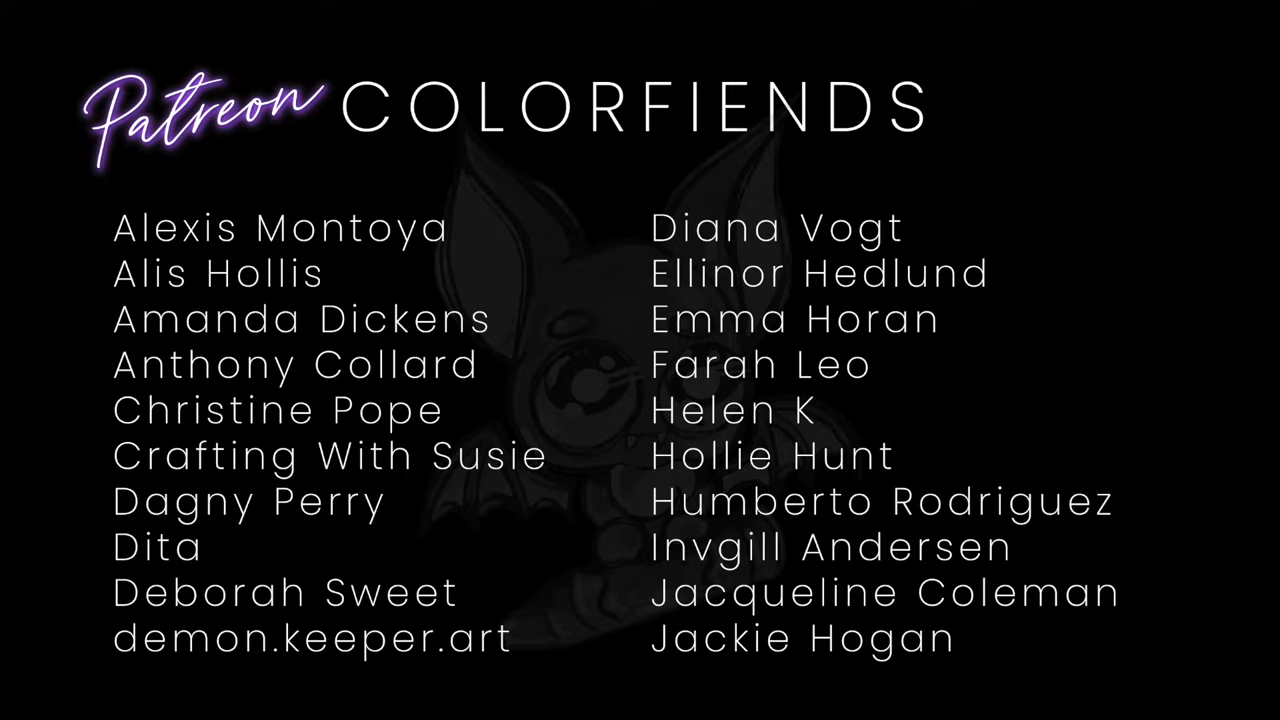 Patreon COLORFIENDS
Alexis Montoya
Alis Hollis
Amanda Dickens
Anthony Collard
Christine Pope
Crafting With Susie
Dagny Perry
Dita
Deborah Sweet
demon.keeper.art
Diana Vogt
Ellinor Hedlund
Emma Horan
Farah Leo
Helen K
Hollie Hunt
Humberto Rodriguez
Invgill Andersen
Jacqueline Coleman
Jackie Hogan